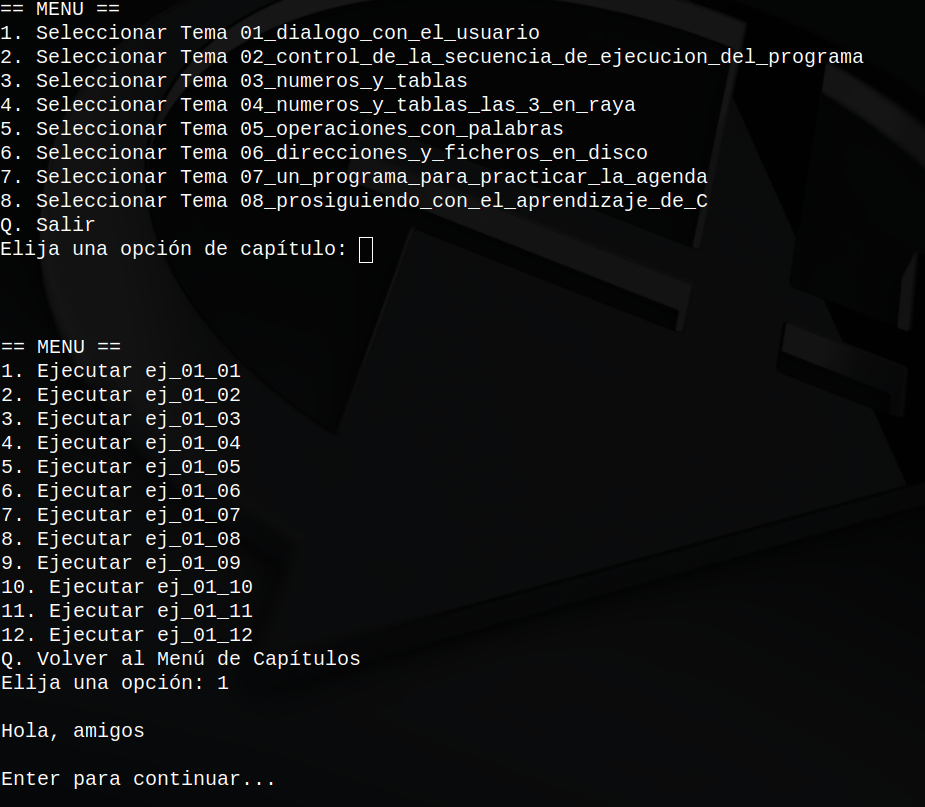 == MENU ==
1. Seleccionar Tema 01_dialogo_con_el_usuario
2. Seleccionar Tema 02_control_de_la_secuencia_de_ejecucion_del_programa
3. Seleccionar Tema 03_numeros_y_tablas
4. Seleccionar Tema 04_numeros_y_tablas_las_3_en_raya
5. Seleccionar Tema 05_operaciones_con_palabras
6. Seleccionar Tema 06_direcciones_y_ficheros_en_disco
7. Seleccionar Tema 07_un_programa_para_practicar_la_agenda
8. Seleccionar Tema 08_prosiguiendo_con_el_aprendizaje_de_C
Q. Salir
Elija una opción de capítulo:
== MENU ==
1. Ejecutar ej_01_01
2. Ejecutar ej_01_02
3. Ejecutar ej_01_03
4. Ejecutar ej_01_04
5. Ejecutar ej_01_05
6. Ejecutar ej_01_06
7. Ejecutar ej_01_07
8. Ejecutar ej_01_08
9. Ejecutar ej_01_09
10. Ejecutar ej_01_10
11. Ejecutar ej_01_11
12. Ejecutar ej_01_12
Q. Volver al Menú de Capítulos
Elija una opción: 1
Hola, amigos
Enter para continuar...